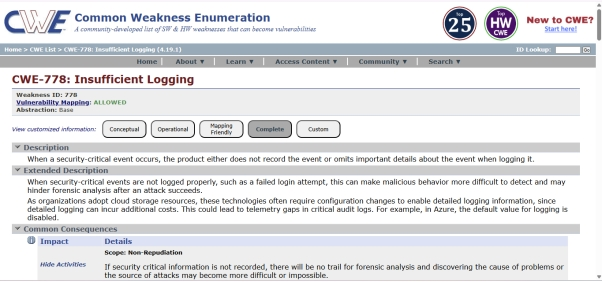 CWE
Common Weakness Enumeration
A community-developed list of SW & HW weaknesses that can become vulnerabilities
Top
25
Top
HW
CWE
New to CWE?
Start here!
Home > CWE List > CWE-778: Insufficient Logging (4.19.1)
ID Lookup:
Go
Home | About ▼ | Learn ▼ | Access Content ▼ | Community ▼ | Search ▼
CWE-778: Insufficient Logging
Weakness ID: 778
Vulnerability Mapping: ALLOWED
Abstraction: Base
View customized information:
Conceptual
Operational
Mapping
Friendly
Complete
Custom
Description
When a security-critical event occurs, the product either does not record the event or omits important details about the event when logging it.
Extended Description
When security-critical events are not logged properly, such as a failed login attempt, this can make malicious behavior more difficult to detect and may
hinder forensic analysis after an attack succeeds.
As organizations adopt cloud storage resources, these technologies often require configuration changes to enable detailed logging information, since
detailed logging can incur additional costs. This could lead to telemetry gaps in critical audit logs. For example, in Azure, the default value for logging is
disabled.
Common Consequences
Impact
Details
Scope: Non-Repudiation
Hide Activities
If security critical information is not recorded, there will be no trail for forensic analysis and discovering the cause of problems or
the source of attacks may become more difficult or impossible.